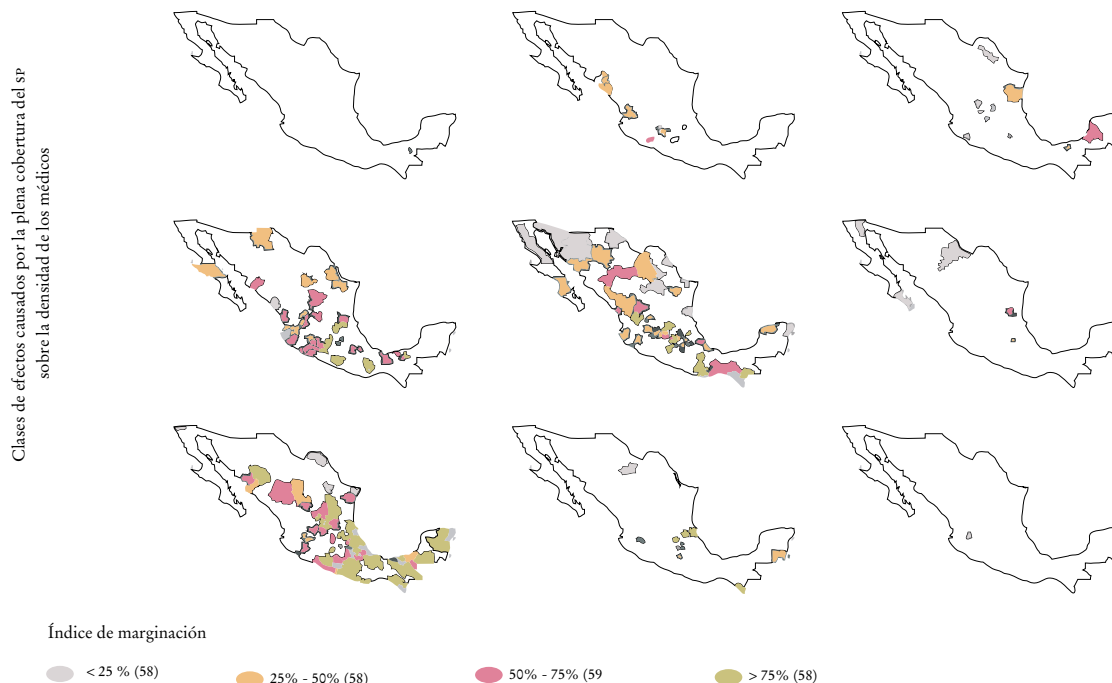 Clases de efectos causados por la plena cobertura del SP
sobre la densidad de los médicos
Índice de marginación
< 25 % (58)
25% - 50% (58)
50% - 75% (59
> 75% (58)